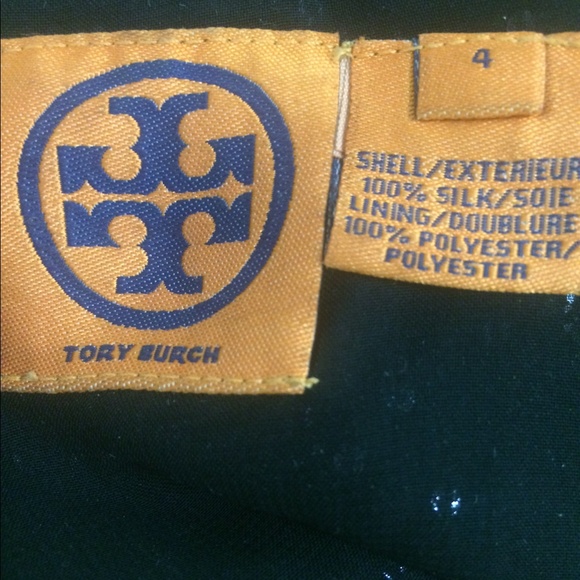 TORY BURCH
4
SHELL/EXTERIEUR
100% SILK/SOIE
LINING/DOUBLURE
100% POLYESTER/
POLYESTER